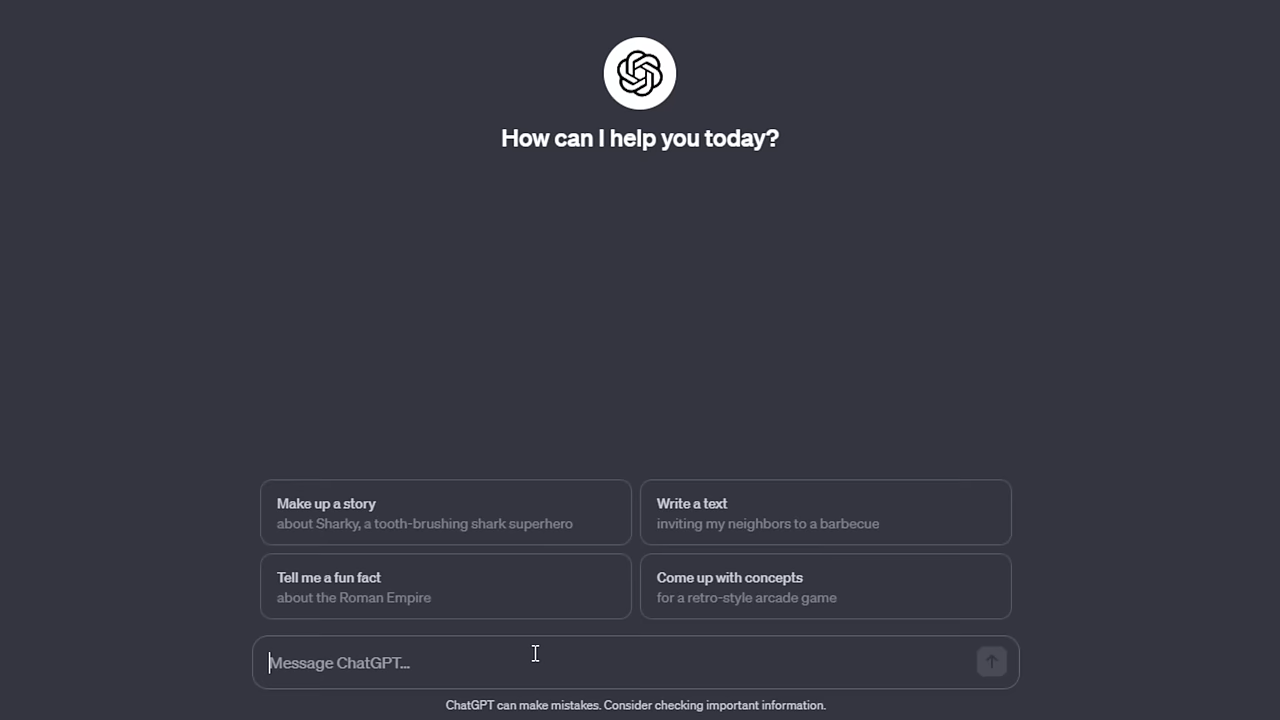 How can I help you today?
Make up a story
about Sharky, a tooth-brushing shark superhero
Write a text
inviting my neighbors to a barbecue
Tell me a fun fact
about the Roman Empire
Come up with concepts
for a retro-style arcade game
Message ChatGPT...
ChatGPT can make mistakes. Consider checking important information.